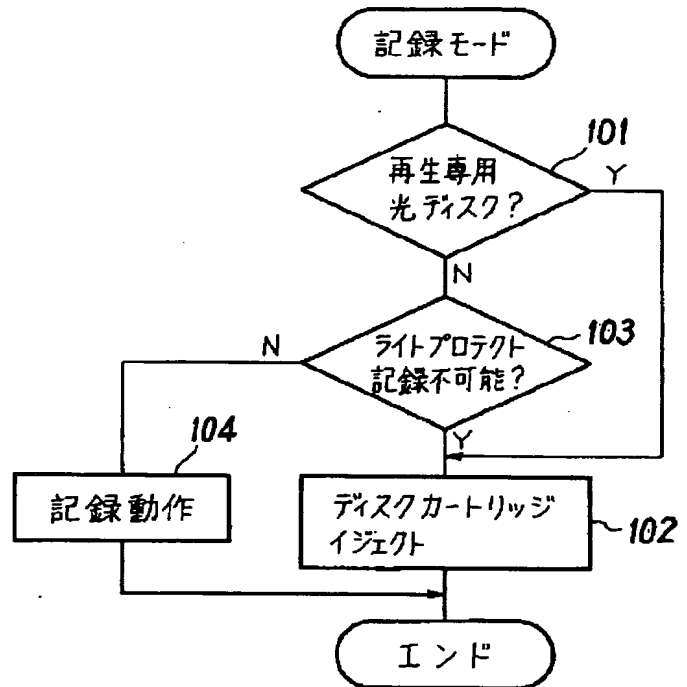 記録モード
101
再生専用
光ディスク?
Y
N
103
ライトプロテクト
記録不可能?
N
Y
104
記録動作
ディスクカートリッジ
イジェクト
102
エンド